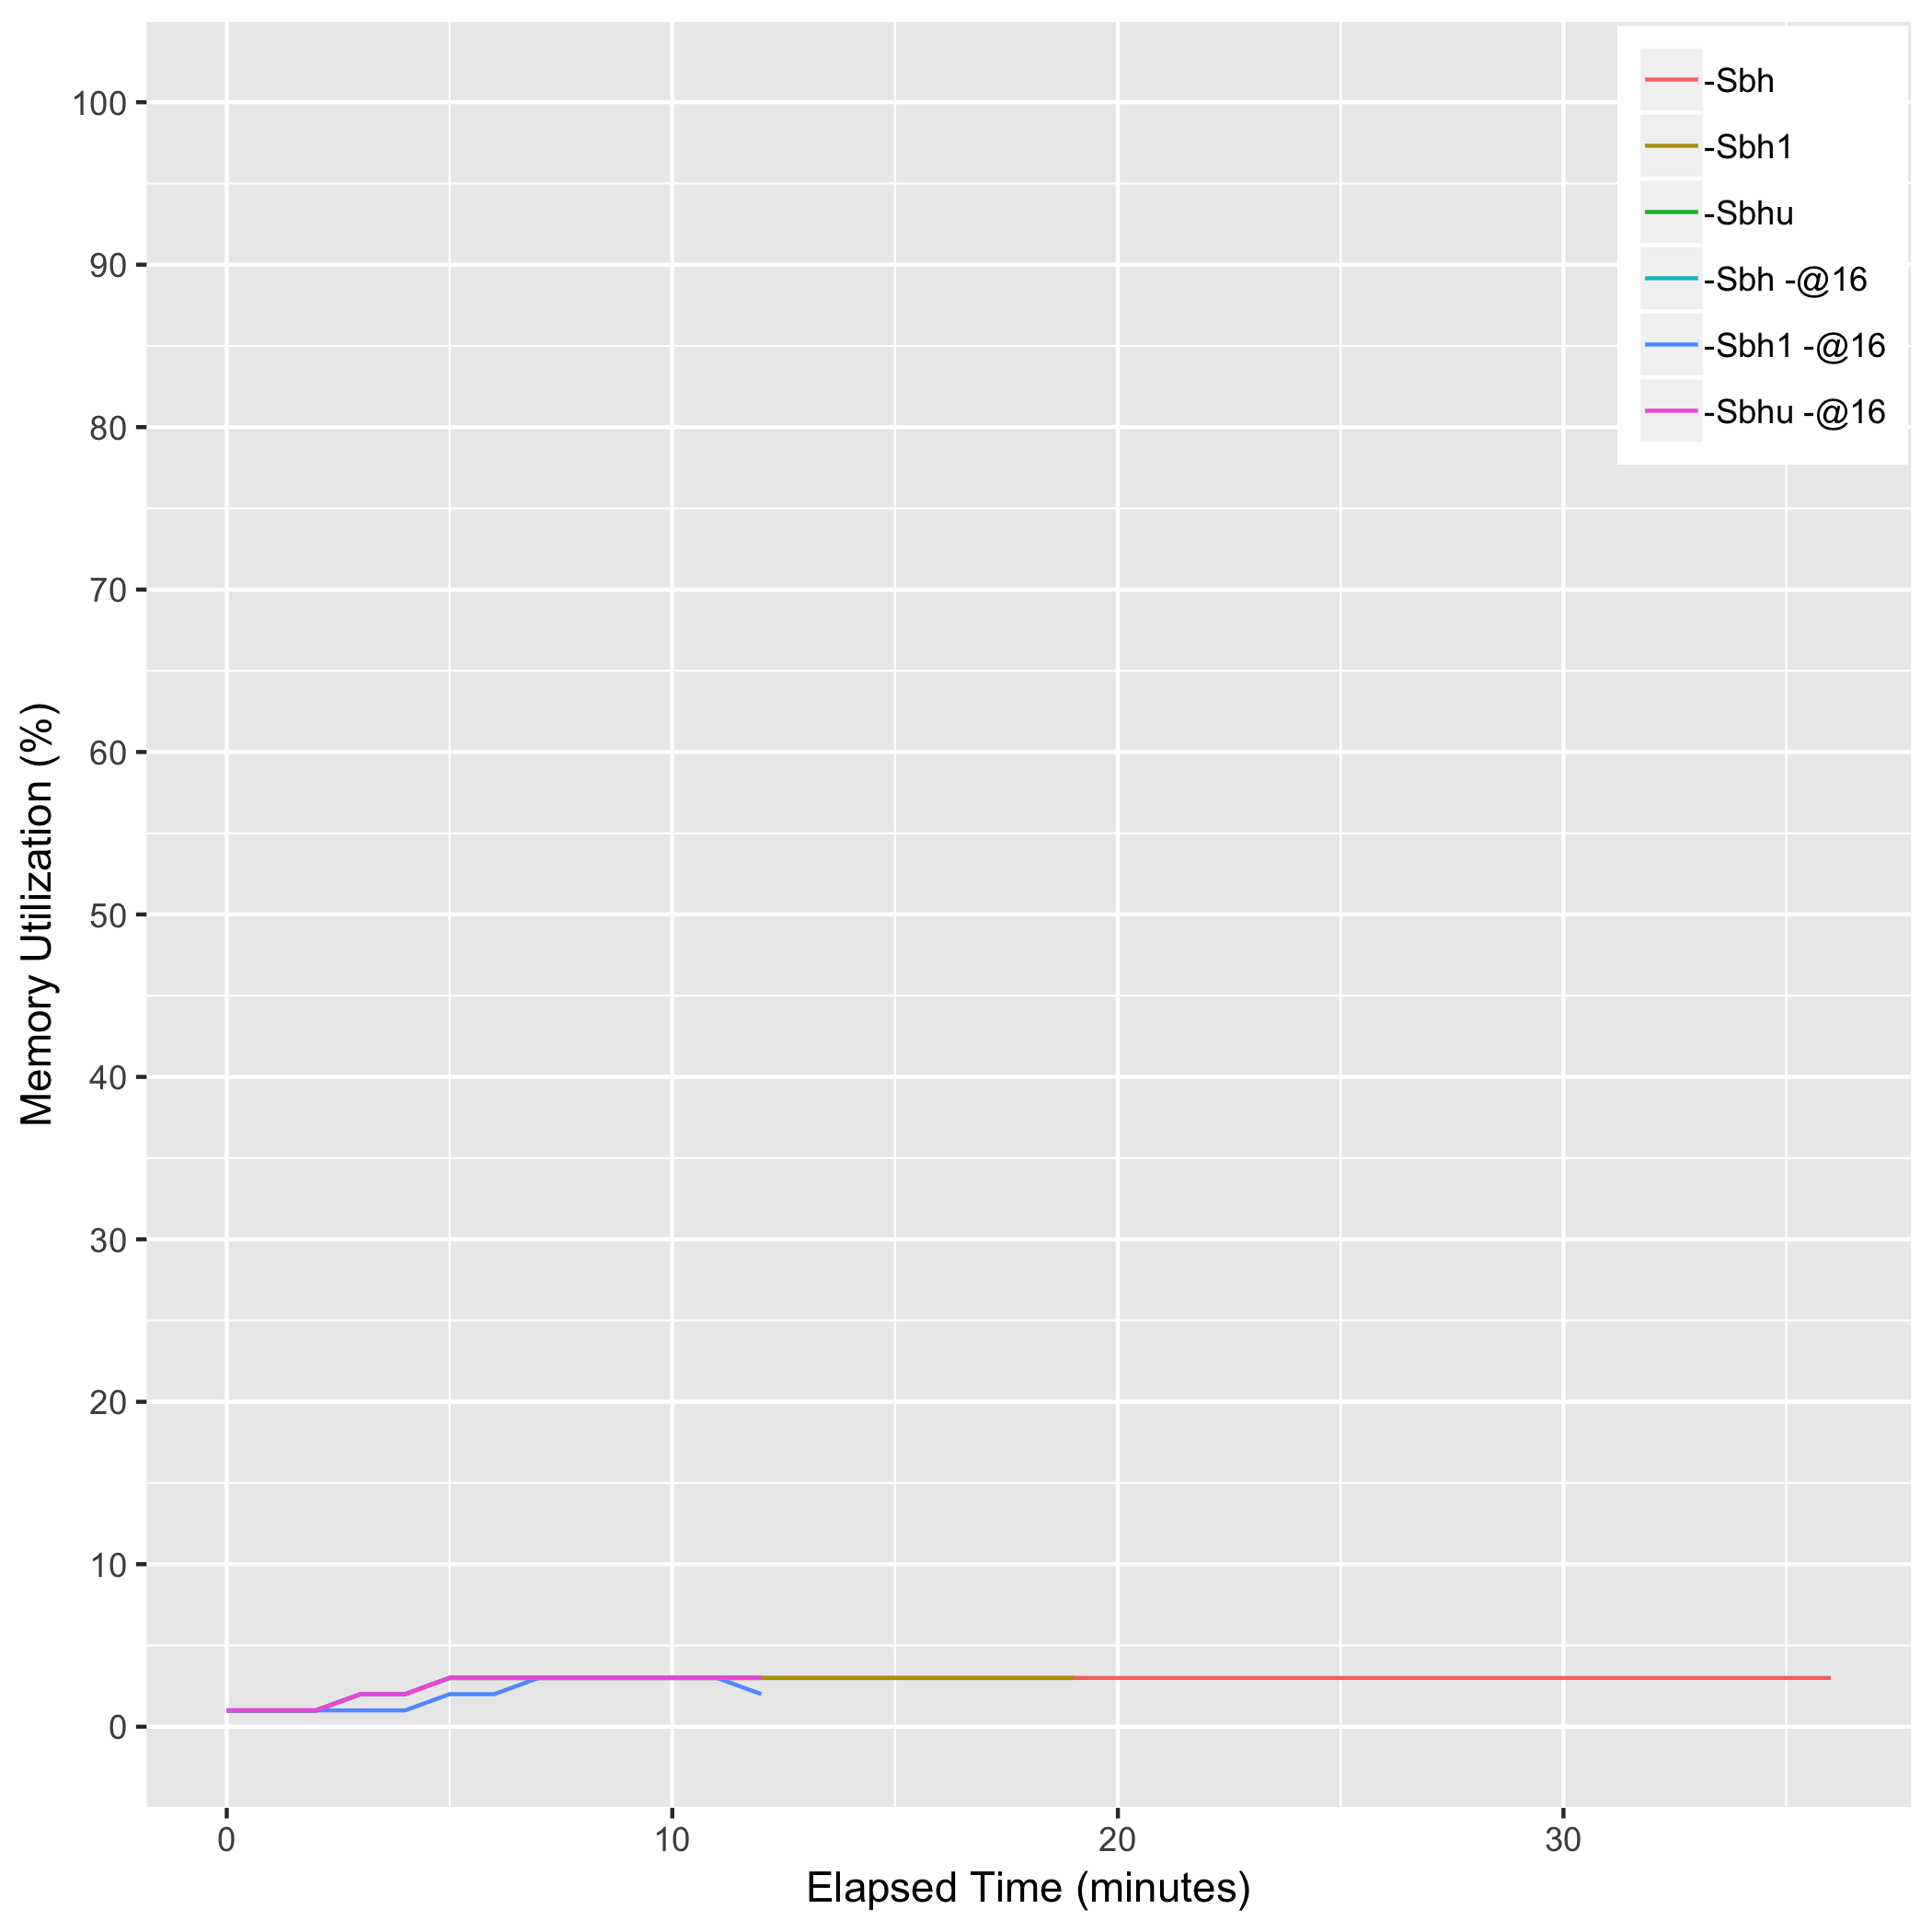 -Sbh
-Sbh1
-Sbhu
-Sbh -@16
-Sbh1 -@16
-Sbhu -@16
100
90
80
70
60
50
40
30
20
10
0
Memory Utilization (%)
0 10 20 30
Elapsed Time (minutes)